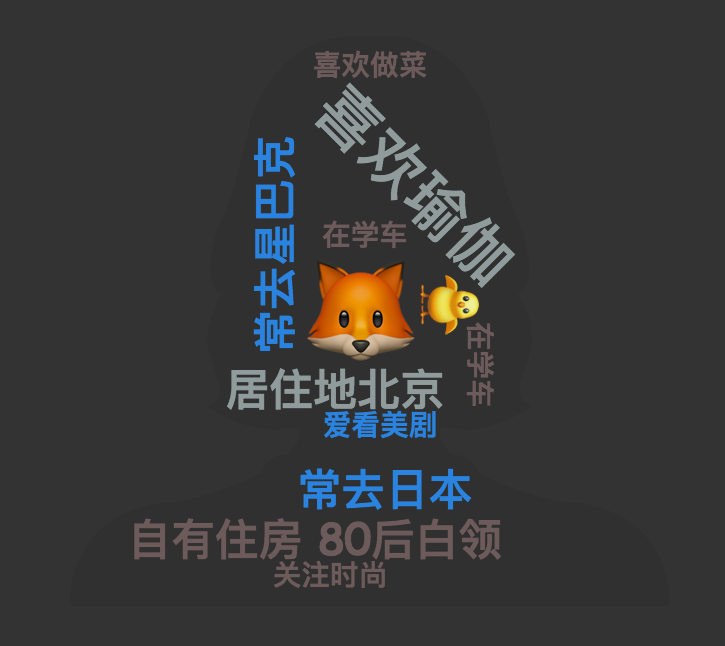 喜欢做菜
喜欢瑜伽
常去星巴克
在学车
在学车
居住地北京
爱看美剧
常去日本
自有住房 80后白领
关注时尚